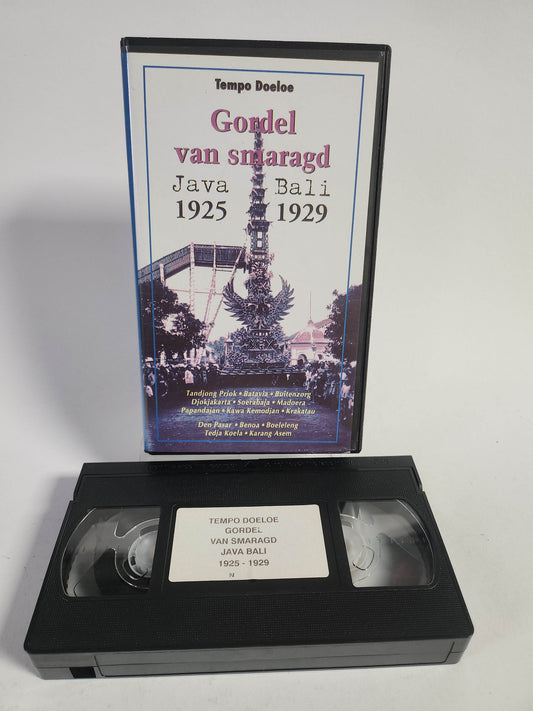 Tempo Doeloe
Gordel
van smaragd
Java Bali
1925 1929
Tandjong Priok • Batavia • Buitenzorg
Djokjakarta • Soerabaja • Madoera
Papandajan • Kawa Kemodjan • Krakatau
Den Pasar • Benoa • Boeleleng
Tedja Koela • Karang Asem
TEMPO DOELOE
GORDEL
VAN SMARAGD
JAVA BALI
1925 - 1929
N